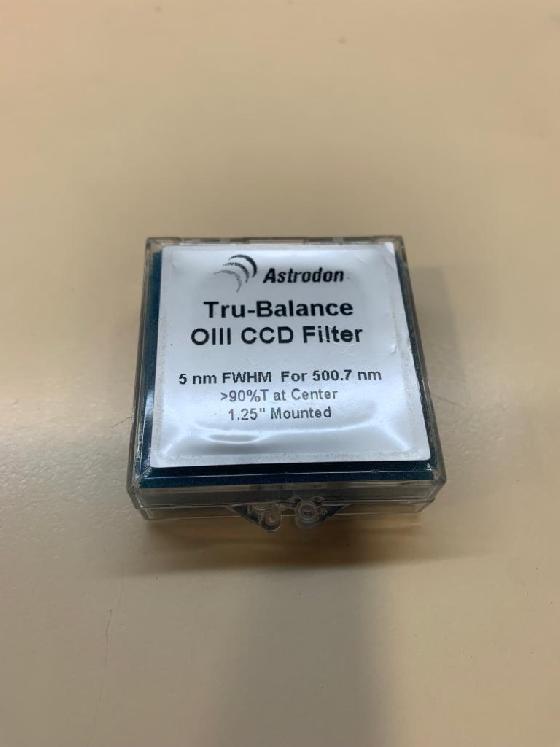 Astrodon
Tru-Balance
OIII CCD Filter
5 nm FWHM For 500.7 nm
>90%T at Center
1.25" Mounted